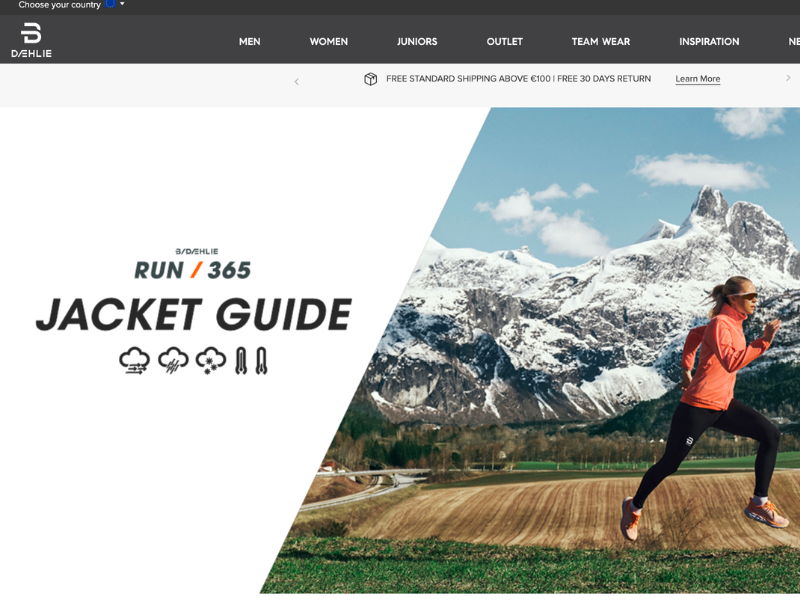 Choose your country
DÆHLIE
MEN
WOMEN
JUNIORS
OUTLET
TEAM WEAR
INSPIRATION
NE
FREE STANDARD SHIPPING ABOVE €100 | FREE 30 DAYS RETURN
Learn More
B/DÆHLIE
RUN / 365
JACKET GUIDE